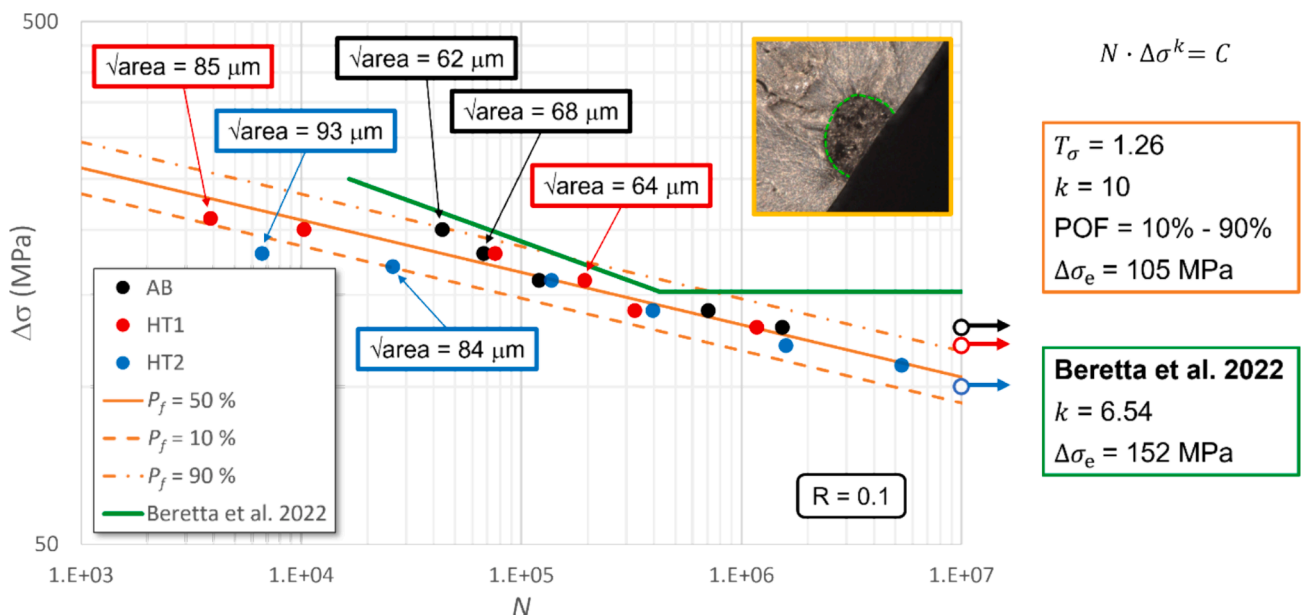 500
√area = 85 µm
√area = 62 µm
√area = 93 µm
√area = 68 µm
√area = 64 µm
√area = 84 µm
Δσ (MPa)
AB
HT1
HT2
P_f = 50 %
P_f = 10 %
P_f = 90 %
Beretta et al. 2022
R = 0.1
50
1.E+03
1.E+04
1.E+05
1.E+06
1.E+07
N
N · Δσ^k = C
T_σ = 1.26
k = 10
POF = 10% - 90%
Δσ_e = 105 MPa
Beretta et al. 2022
k = 6.54
Δσ_e = 152 MPa